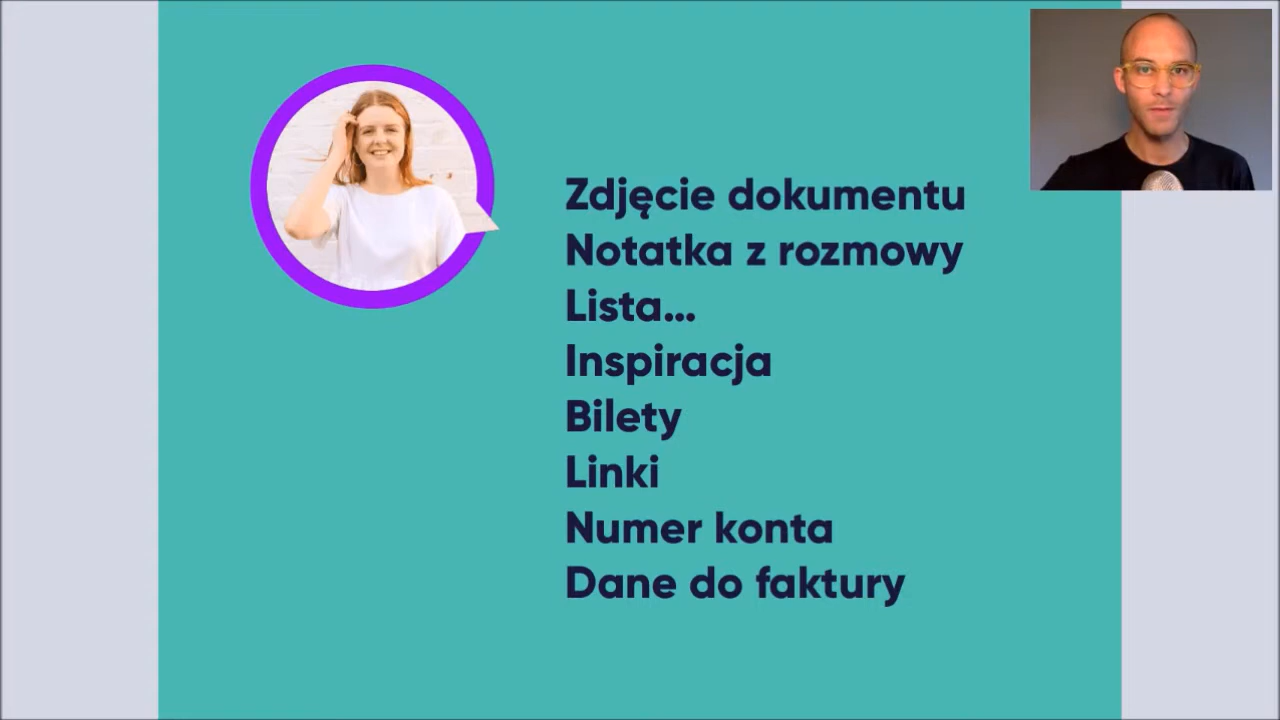 Zdjęcie dokumentu
Notatka z rozmowy
Lista...
Inspiracja
Bilety
Linki
Numer konta
Dane do faktury